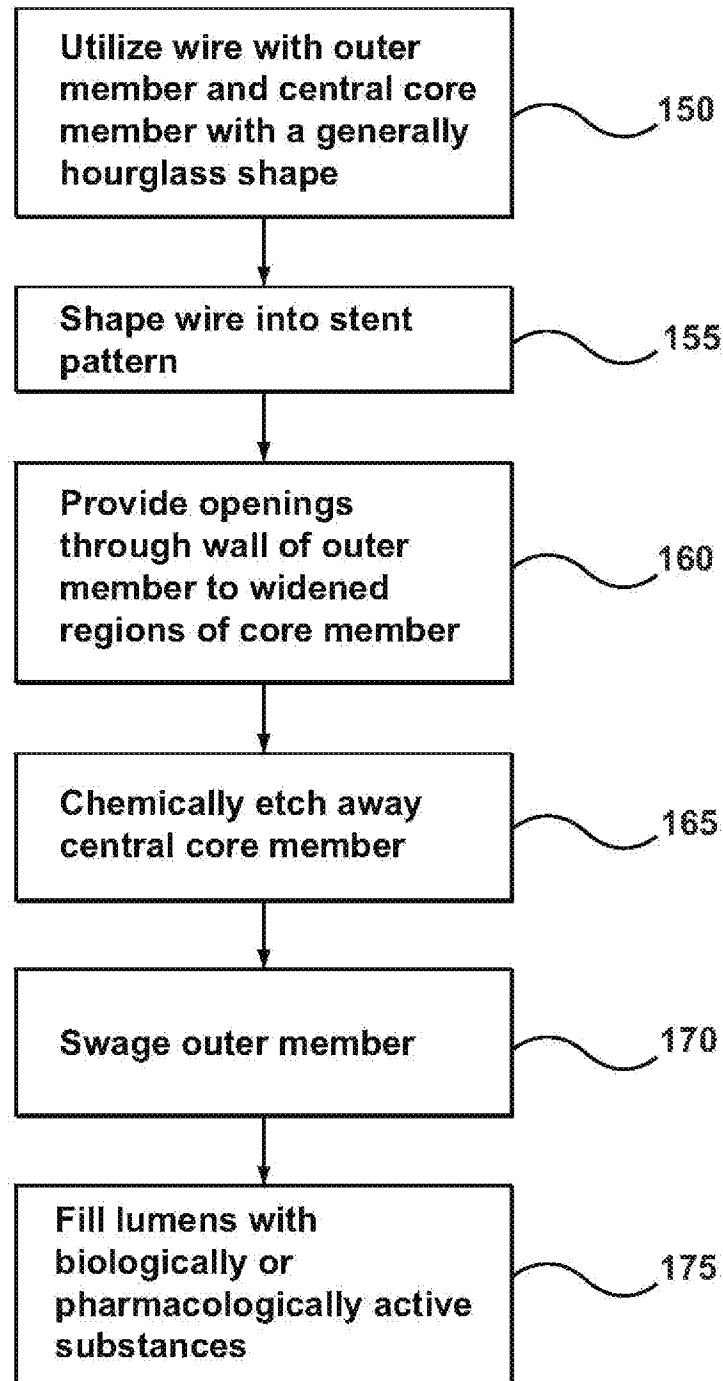 Utilize wire with outer
member and central core
member with a generally
hourglass shape
150
Shape wire into stent
pattern
155
Provide openings
through wall of outer
member to widened
regions of core member
160
Chemically etch away
central core member
165
Swage outer member
170
Fill lumens with
biologically or
pharmacologically active
substances
175